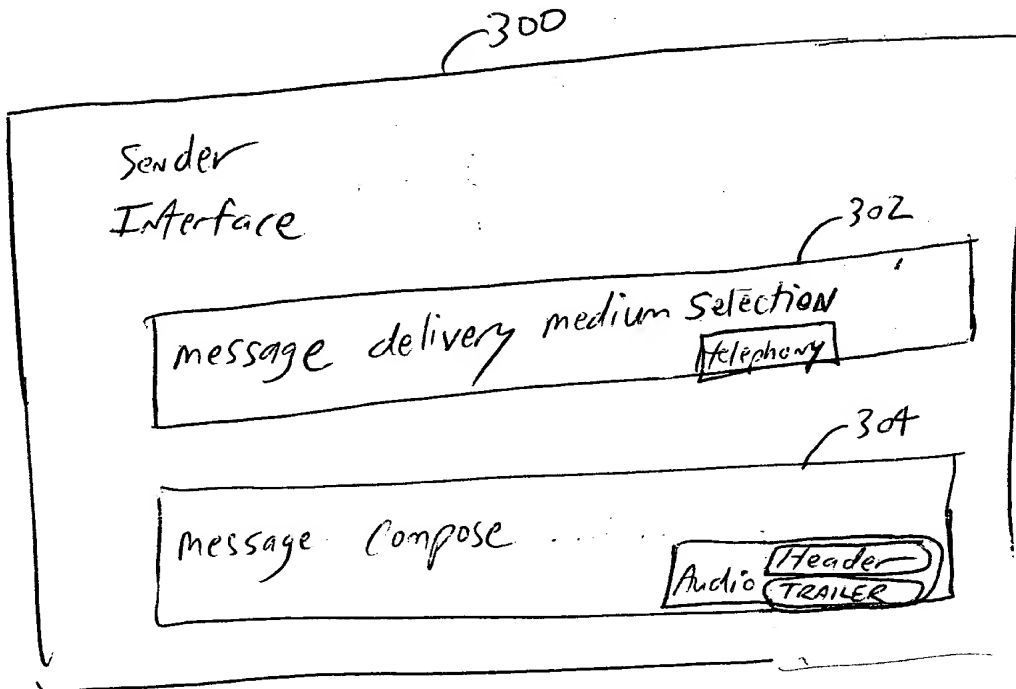 300
Sender
Interface
302
message delivery medium Selection
telephony
304
message compose ........
Audio Header
TRAILER